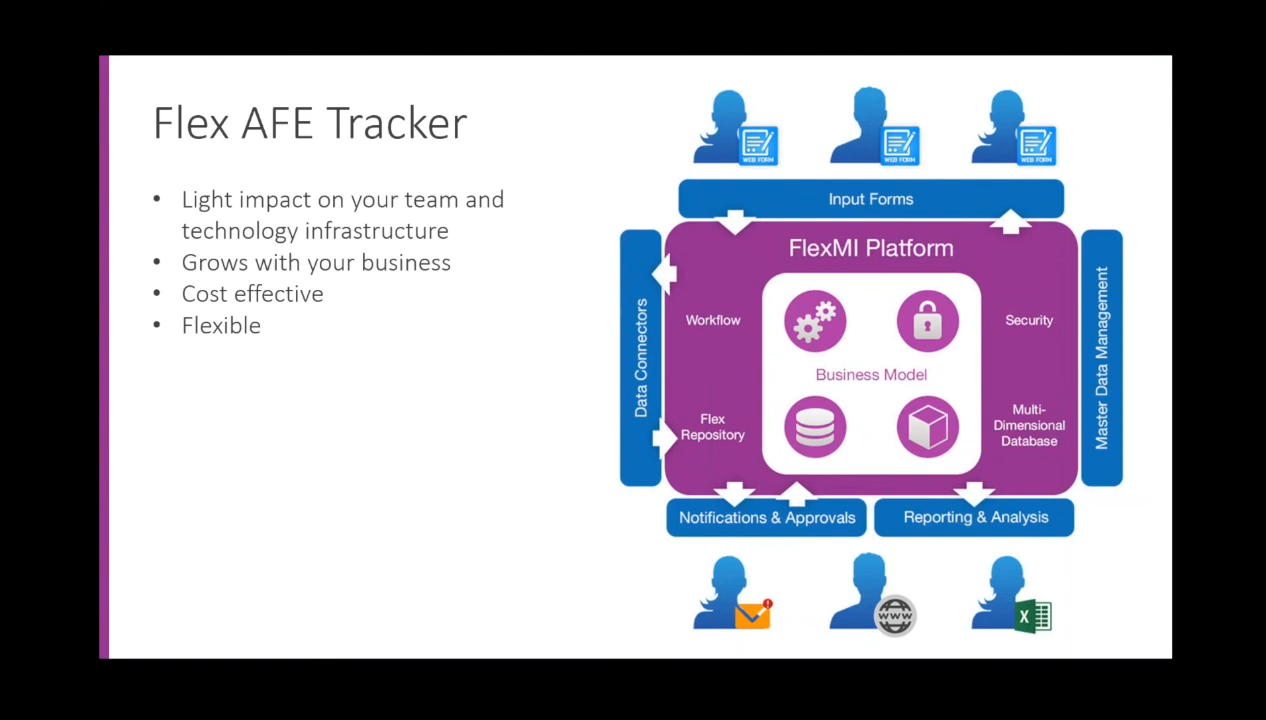 Flex AFE Tracker
• Light impact on your team and
technology infrastructure
• Grows with your business
• Cost effective
• Flexible
WEB FORM
WEB FORM
WEB FORM
Input Forms
FlexMI Platform
Data Connectors
Workflow
Security
Business Model
Flex
Repository
Multi-
Dimensional
Database
Master Data Management
Notifications & Approvals
Reporting & Analysis
!
WWW
X